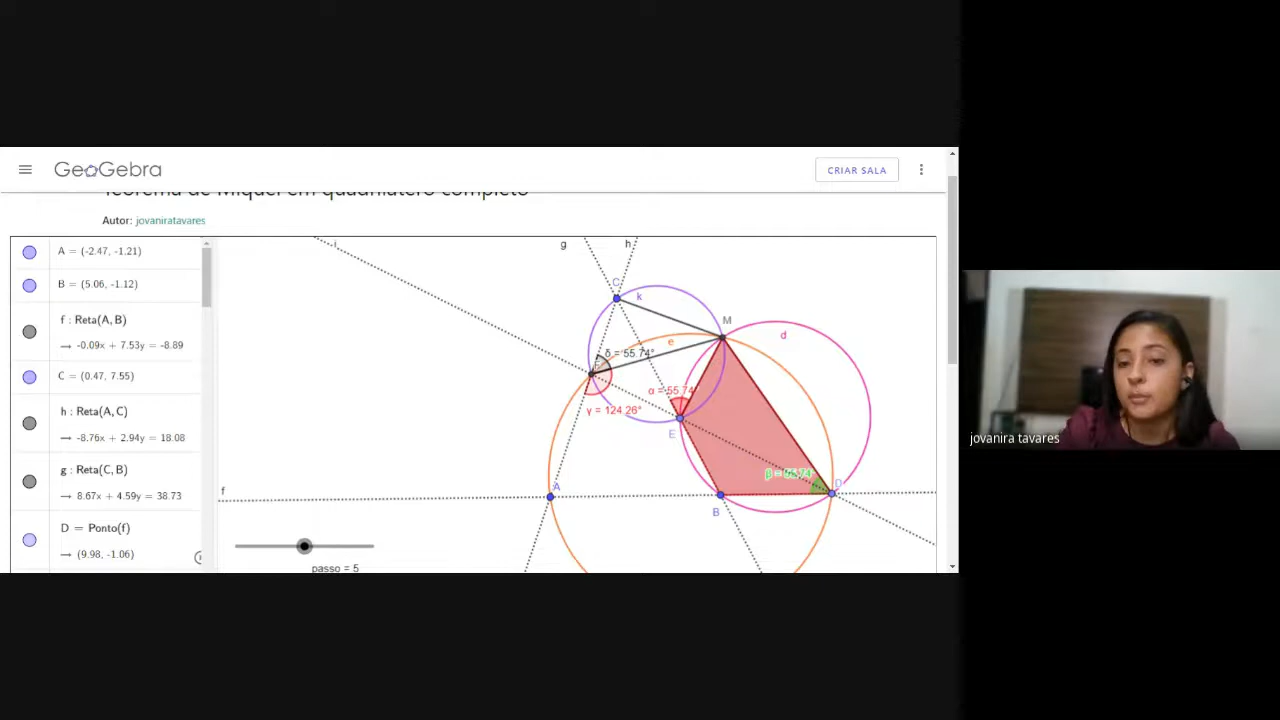 GeoGebra
CRIAR SALA
Teorema de Miquel em quadrilátero completo
Autor: jovaniratavares
A = (-2.47, -1.21)
B = (5.06, -1.12)
f : Reta(A, B)
→ -0.09x + 7.53y = -8.89
C = (0.47, 7.55)
h : Reta(A, C)
→ -8.76x + 2.94y = 18.08
g : Reta(C, B)
→ 8.67x + 4.59y = 38.73
D = Ponto(f)
→ (9.98, -1.06)
i
g
h
C
k
M
d
e
δ = 55.74°
F
α = 55.74°
γ = 124.26°
E
β = 55.74°
D
A
B
f
passo = 5
jovanira tavares